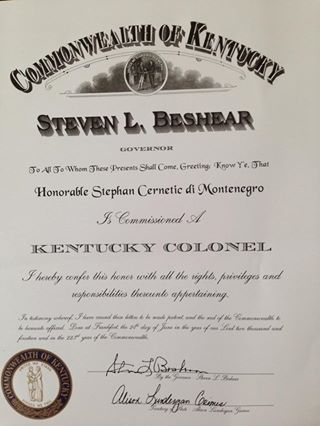 COMMONWEALTH OF KENTUCKY
STEVEN L. BESHEAR
GOVERNOR
To All To Whom These Presents Shall Come, Greeting: Know Ye, That
Honorable Stephan Cernetic di Montenegro
Is Commissioned A
KENTUCKY COLONEL
I hereby confer this honor with all the rights, privileges and
responsibilities thereunto appertaining.
In testimony whereof, I have caused these letters to be made patent, and the seal of the Commonwealth to
be hereunto affixed. Done at Frankfort, the 24th day of June in the year of our Lord two thousand and
fourteen and in the 223rd year of the Commonwealth.
By the Governor Steven L. Beshear
Secretary of State Alison Lundergan Grimes
COMMONWEALTH OF KENTUCKY